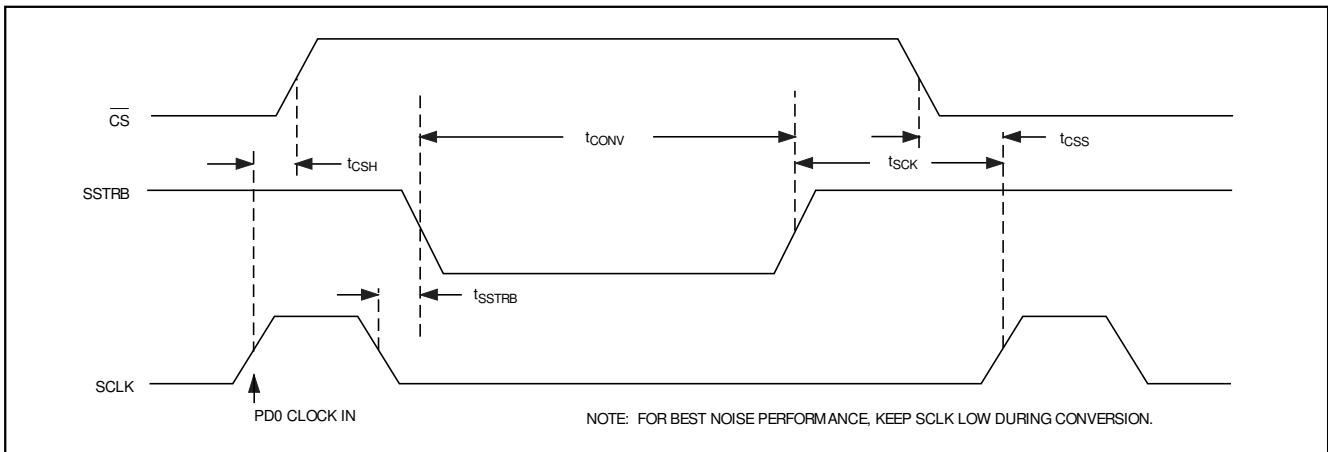 CS
tCONV
tCSS
tCSH
tSCK
SSTRB
tSSTRB
SCLK
PD0 CLOCK IN
NOTE: FOR BEST NOISE PERFORMANCE, KEEP SCLK LOW DURING CONVERSION.